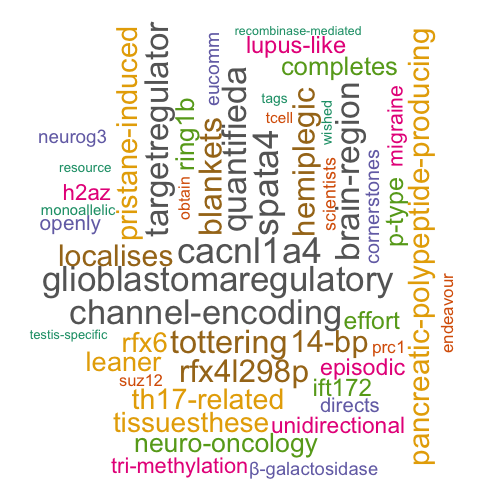 recombinase-mediated
lupus-like
completes
eucomm
tags
tcell
wished
migraine
pancreatic-polypeptide-producing
pristane-induced
targetregulator
ring1b
blankets
quantifieda
spata4
hemiplegic
scientists
brain-region
cornerstones
p-type
neurog3
resource
h2az
obtain
monoallelic
openly
localises
cacnl1a4
glioblastomaregulatory
channel-encoding
effort
endeavour
testis-specific
rfx6
tottering
14-bp
prc1
leaner
suz12
rfx4l298p
episodic
ift172
th17-related
directs
tissuesthese
unidirectional
neuro-oncology
tri-methylation
β-galactosidase